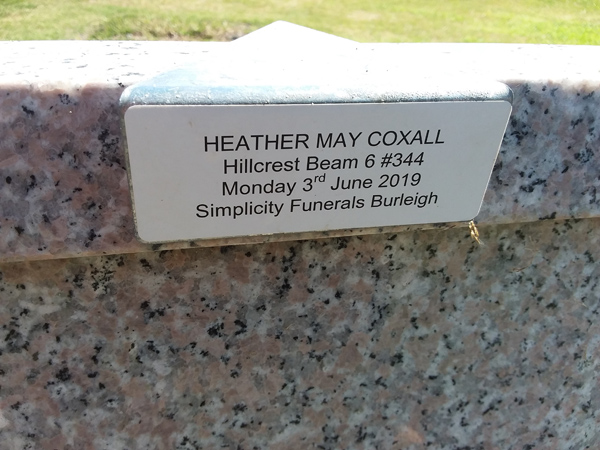 HEATHER MAY COXALL
Hillcrest Beam 6 #344
Monday 3rd June 2019
Simplicity Funerals Burleigh